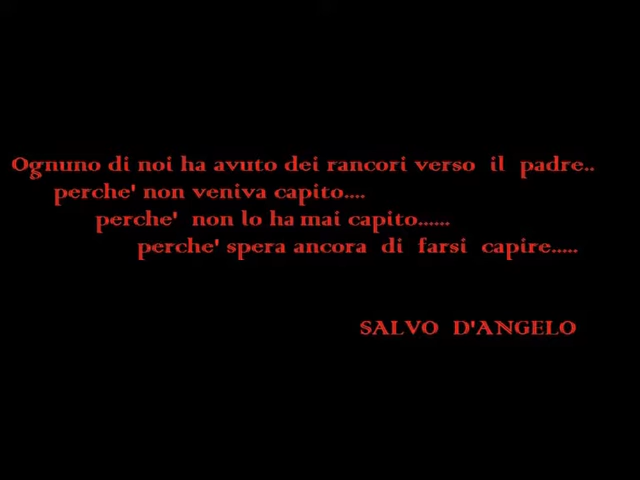 Ognuno di noi ha avuto dei rancori verso il padre..
perche' non veniva capito....
perche' non lo ha mai capito......
perche' spera ancora di farsi capire.....
SALVO D'ANGELO